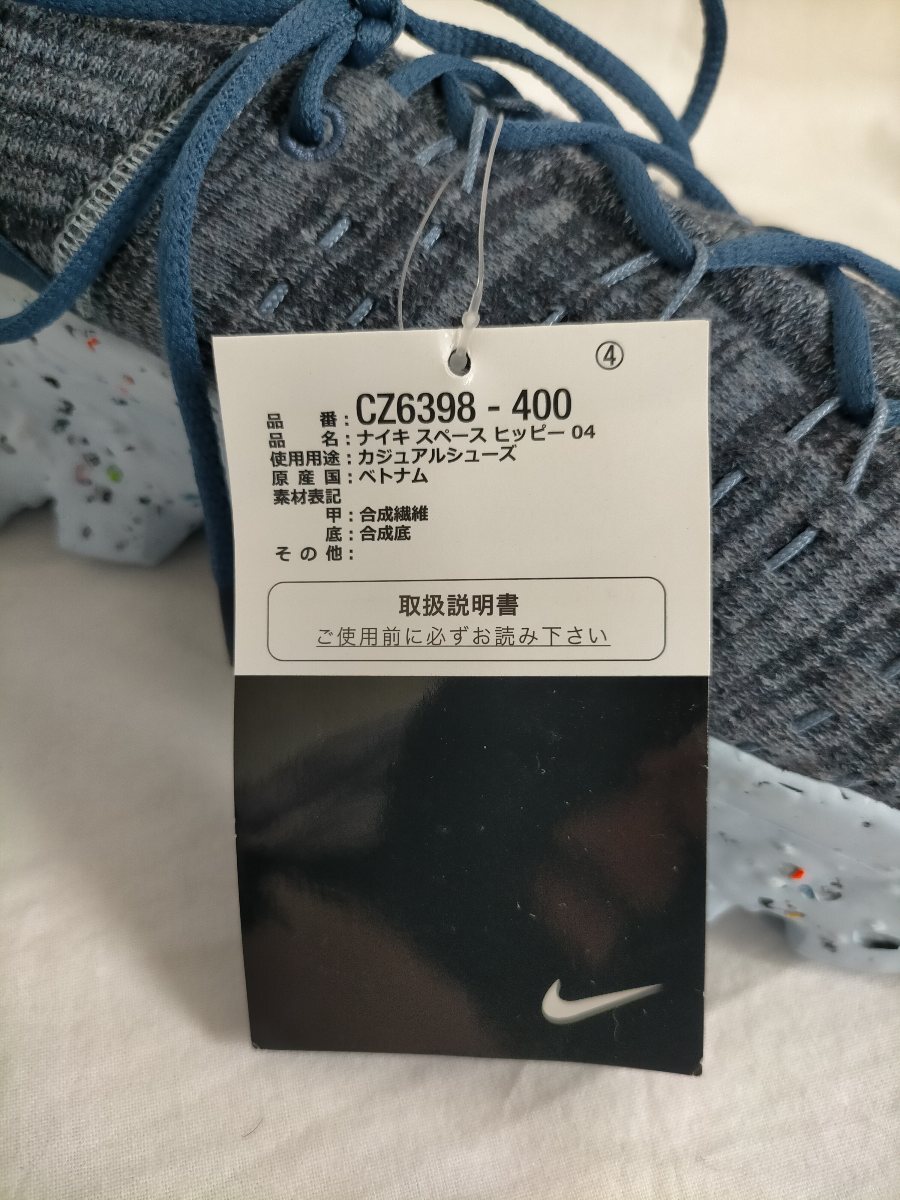 ④
品 番：CZ6398 - 400
品 名：ナイキ スペース ヒッピー 04
使用用途：カジュアルシューズ
原 産 国：ベトナム
素材表記
甲：合成繊維
底：合成底
そ の 他：
取扱説明書
ご使用前に必ずお読み下さい